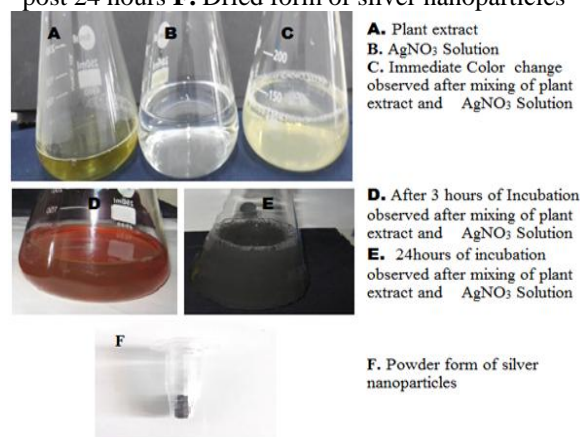 post 24 hours F. Dried form of silver nanoparticles
A
B
C
200
150
A. Plant extract
B. AgNO3 Solution
C. Immediate Color change
observed after mixing of plant
extract and AgNO3 Solution
D
E
D. After 3 hours of Incubation
observed after mixing of plant
extract and AgNO3 Solution
E. 24hours of incubation
observed after mixing of plant
extract and AgNO3 Solution
F
F. Powder form of silver
nanoparticles